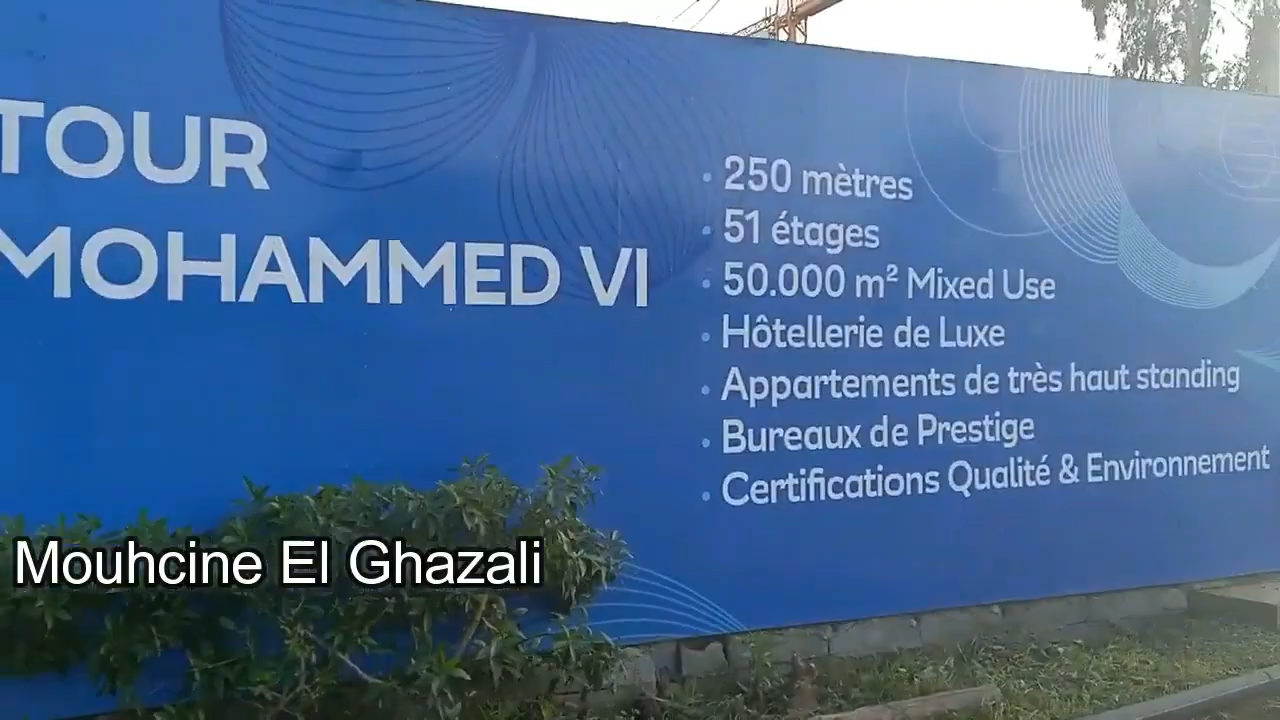 TOUR
MOHAMMED VI
• 250 mètres
• 51 étages
• 50.000 m² Mixed Use
• Hôtellerie de Luxe
• Appartements de très haut standing
• Bureaux de Prestige
• Certifications Qualité & Environnement
Mouhcine El Ghazali